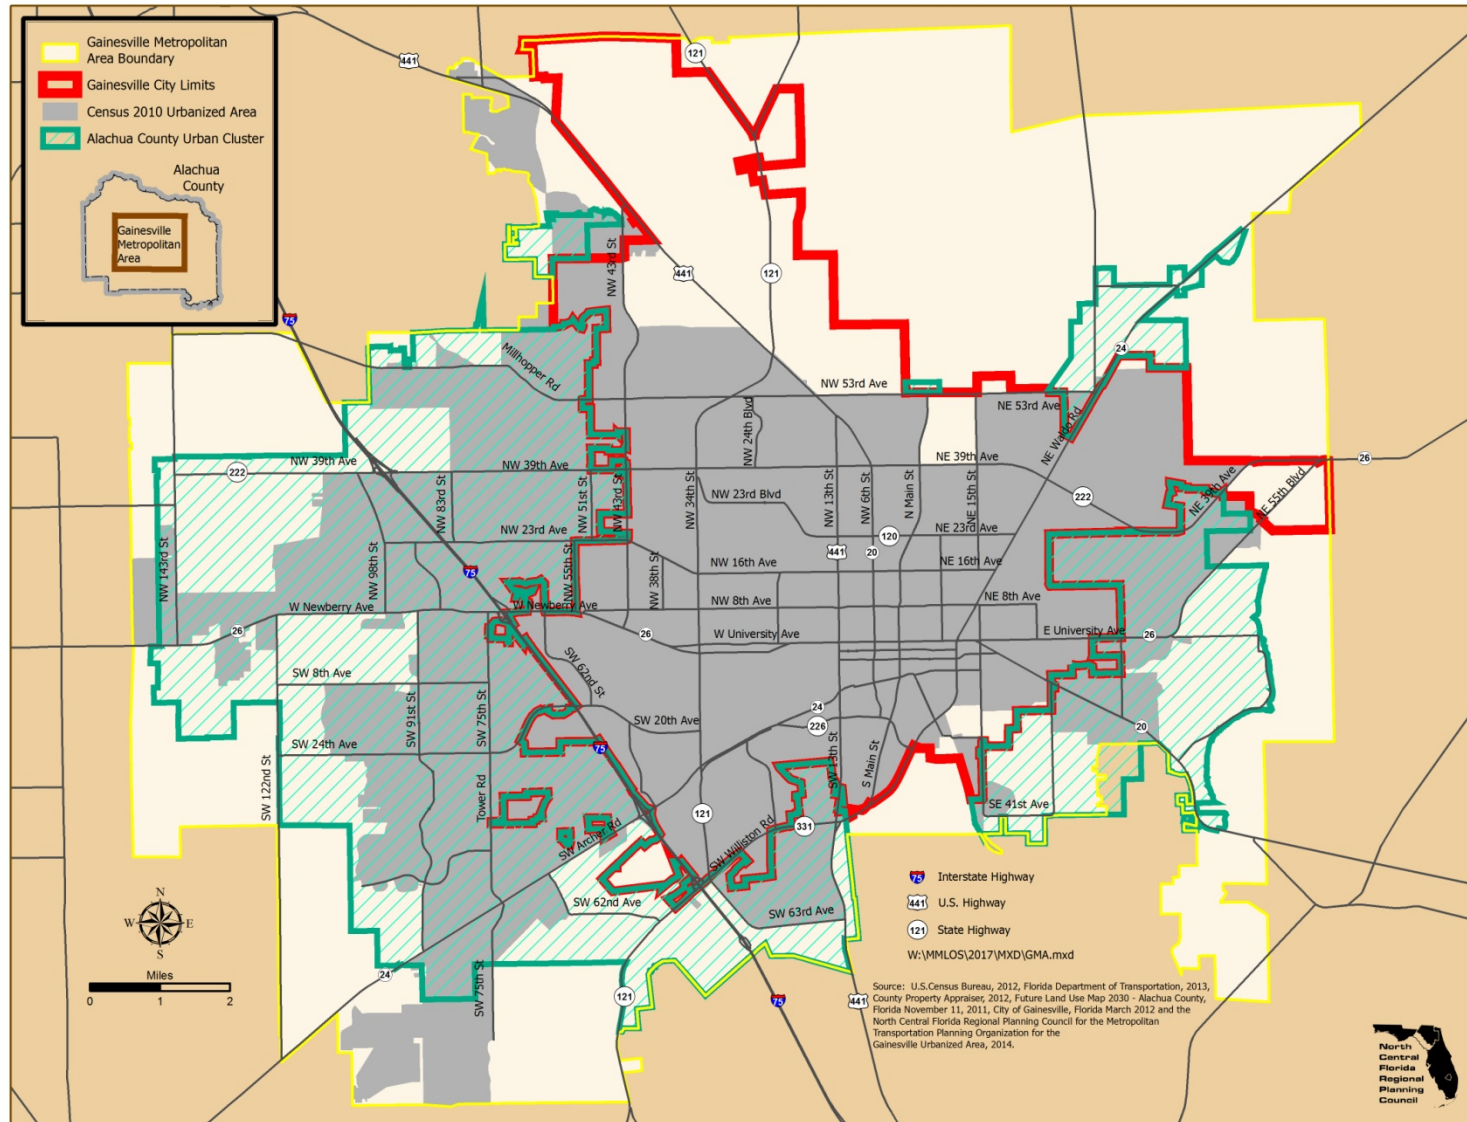 Gainesville Metropolitan
Area Boundary
Gainesville City Limits
Census 2010 Urbanized Area
Alachua County Urban Cluster
Alachua
County
Gainesville
Metropolitan
Area
441
121
75
441
121
NW 43rd St
Millhopper Rd
24
NW 53rd Ave
NE 53rd Ave
NW 24th Blvd
NE Waldo Rd
222
NW 39th Ave
NW 39th Ave
NE 39th Ave
26
NW 83rd St
NW 51st St
NW 43rd St
NW 34th St
NW 23rd Blvd
NW 13th St
NW 6th St
N Main St
NE 15th St
222
NE 39th Ave
NE 55th Blvd
NW 23rd Ave
NE 23rd Ave
120
441
20
NW 143rd St
NW 98th St
75
NW 55th St
NW 38th St
NW 16th Ave
NE 16th Ave
W Newberry Ave
W Newberry Ave
NW 8th Ave
NE 8th Ave
26
26
W University Ave
E University Ave
26
SW 8th Ave
SW 62nd St
SW 91st St
SW 75th St
24
226
SW 20th Ave
20
SW 24th Ave
75
SW 122nd St
Tower Rd
SW 13th St
S Main St
121
331
SE 41st Ave
SW Archer Rd
SW Williston Rd
SW 62nd Ave
SW 63rd Ave
N
W
E
S
Miles
0
1
2
24
SW 75th St
121
75
441
75
Interstate Highway
441
U.S. Highway
121
State Highway
W:\MMLOS\2017\MXD\GMA.mxd
Source: U.S.Census Bureau, 2012, Florida Department of Transportation, 2013,
County Property Appraiser, 2012, Future Land Use Map 2030 - Alachua County,
Florida November 11, 2011, City of Gainesville, Florida March 2012 and the
North Central Florida Regional Planning Council for the Metropolitan
Transportation Planning Organization for the
Gainesville Urbanized Area, 2014.
North
Central
Florida
Regional
Planning
Council